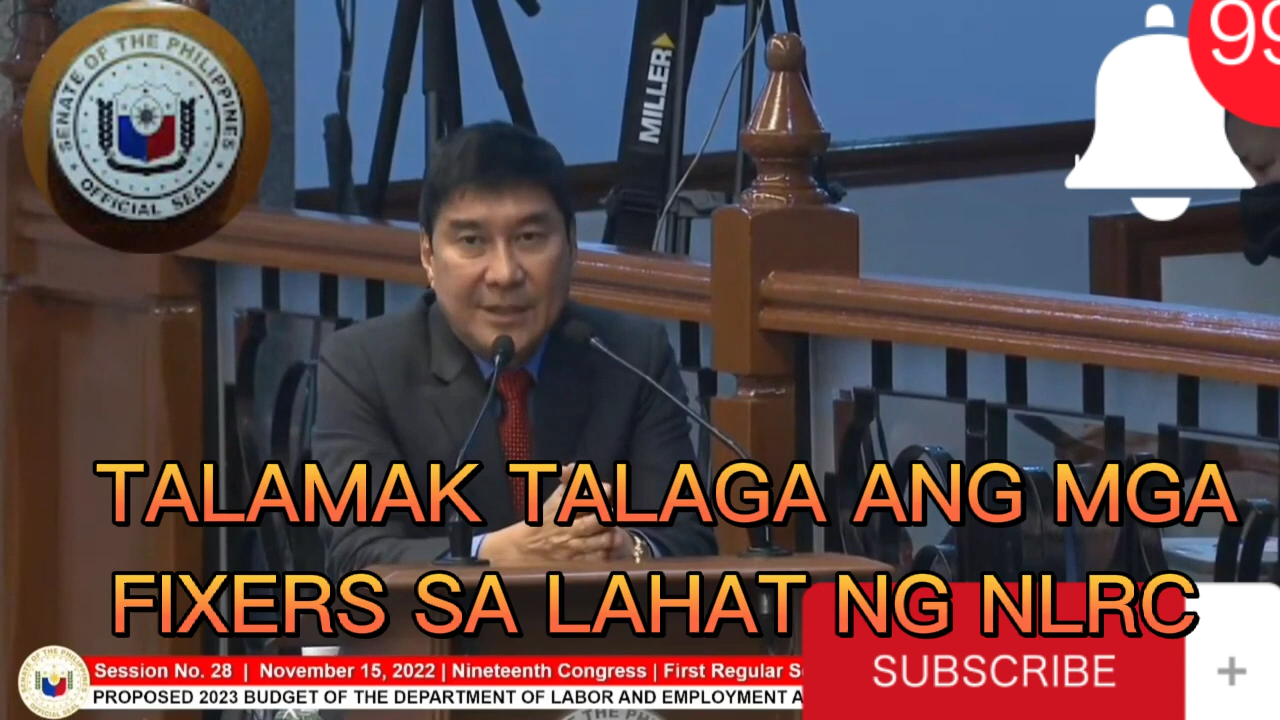 SENATE OF THE PHILIPPINES
OFFICIAL SEAL
MILLER
99
TALAMAK TALAGA ANG MGA
FIXERS SA LAHAT NG NLRC
SUBSCRIBE +
Session No. 28 | November 15, 2022 | Nineteenth Congress | First Regular
PROPOSED 2023 BUDGET OF THE DEPARTMENT OF LABOR AND EMPLOYMENT A
THE PH